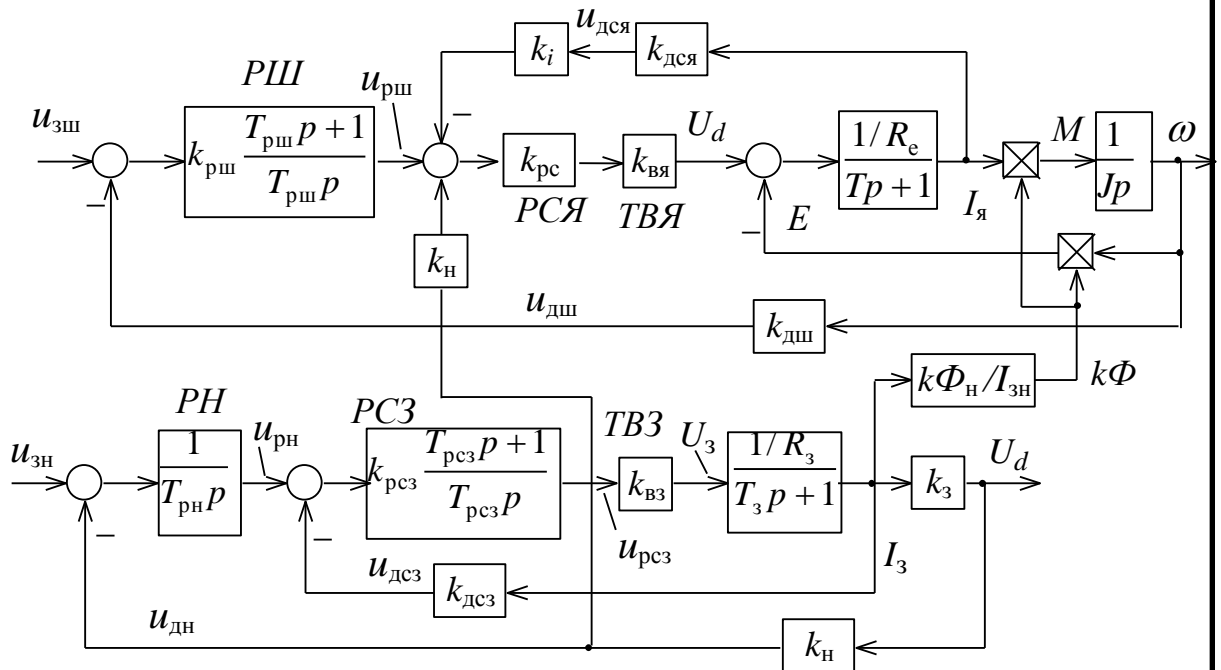 u_дся
k_i
k_дся
РШ
u_рш
u_зш
k_рш (T_рш p + 1)/(T_рш p)
–
–
k_рс
РСЯ
k_вя
ТВЯ
U_d
E
–
1/R_е
Tp + 1
I_я
M
1
Jp
ω
k_н
u_дш
k_дш
kФ_н/I_зн
kФ
РН
u_зн
1
T_рн p
u_рн
–
РСЗ
k_рсз (T_рсз p + 1)/(T_рсз p)
–
ТВЗ
k_вз
u_рсз
U_з
1/R_з
T_з p + 1
I_з
k_з
U_d
u_дсз
k_дсз
u_дн
k_н